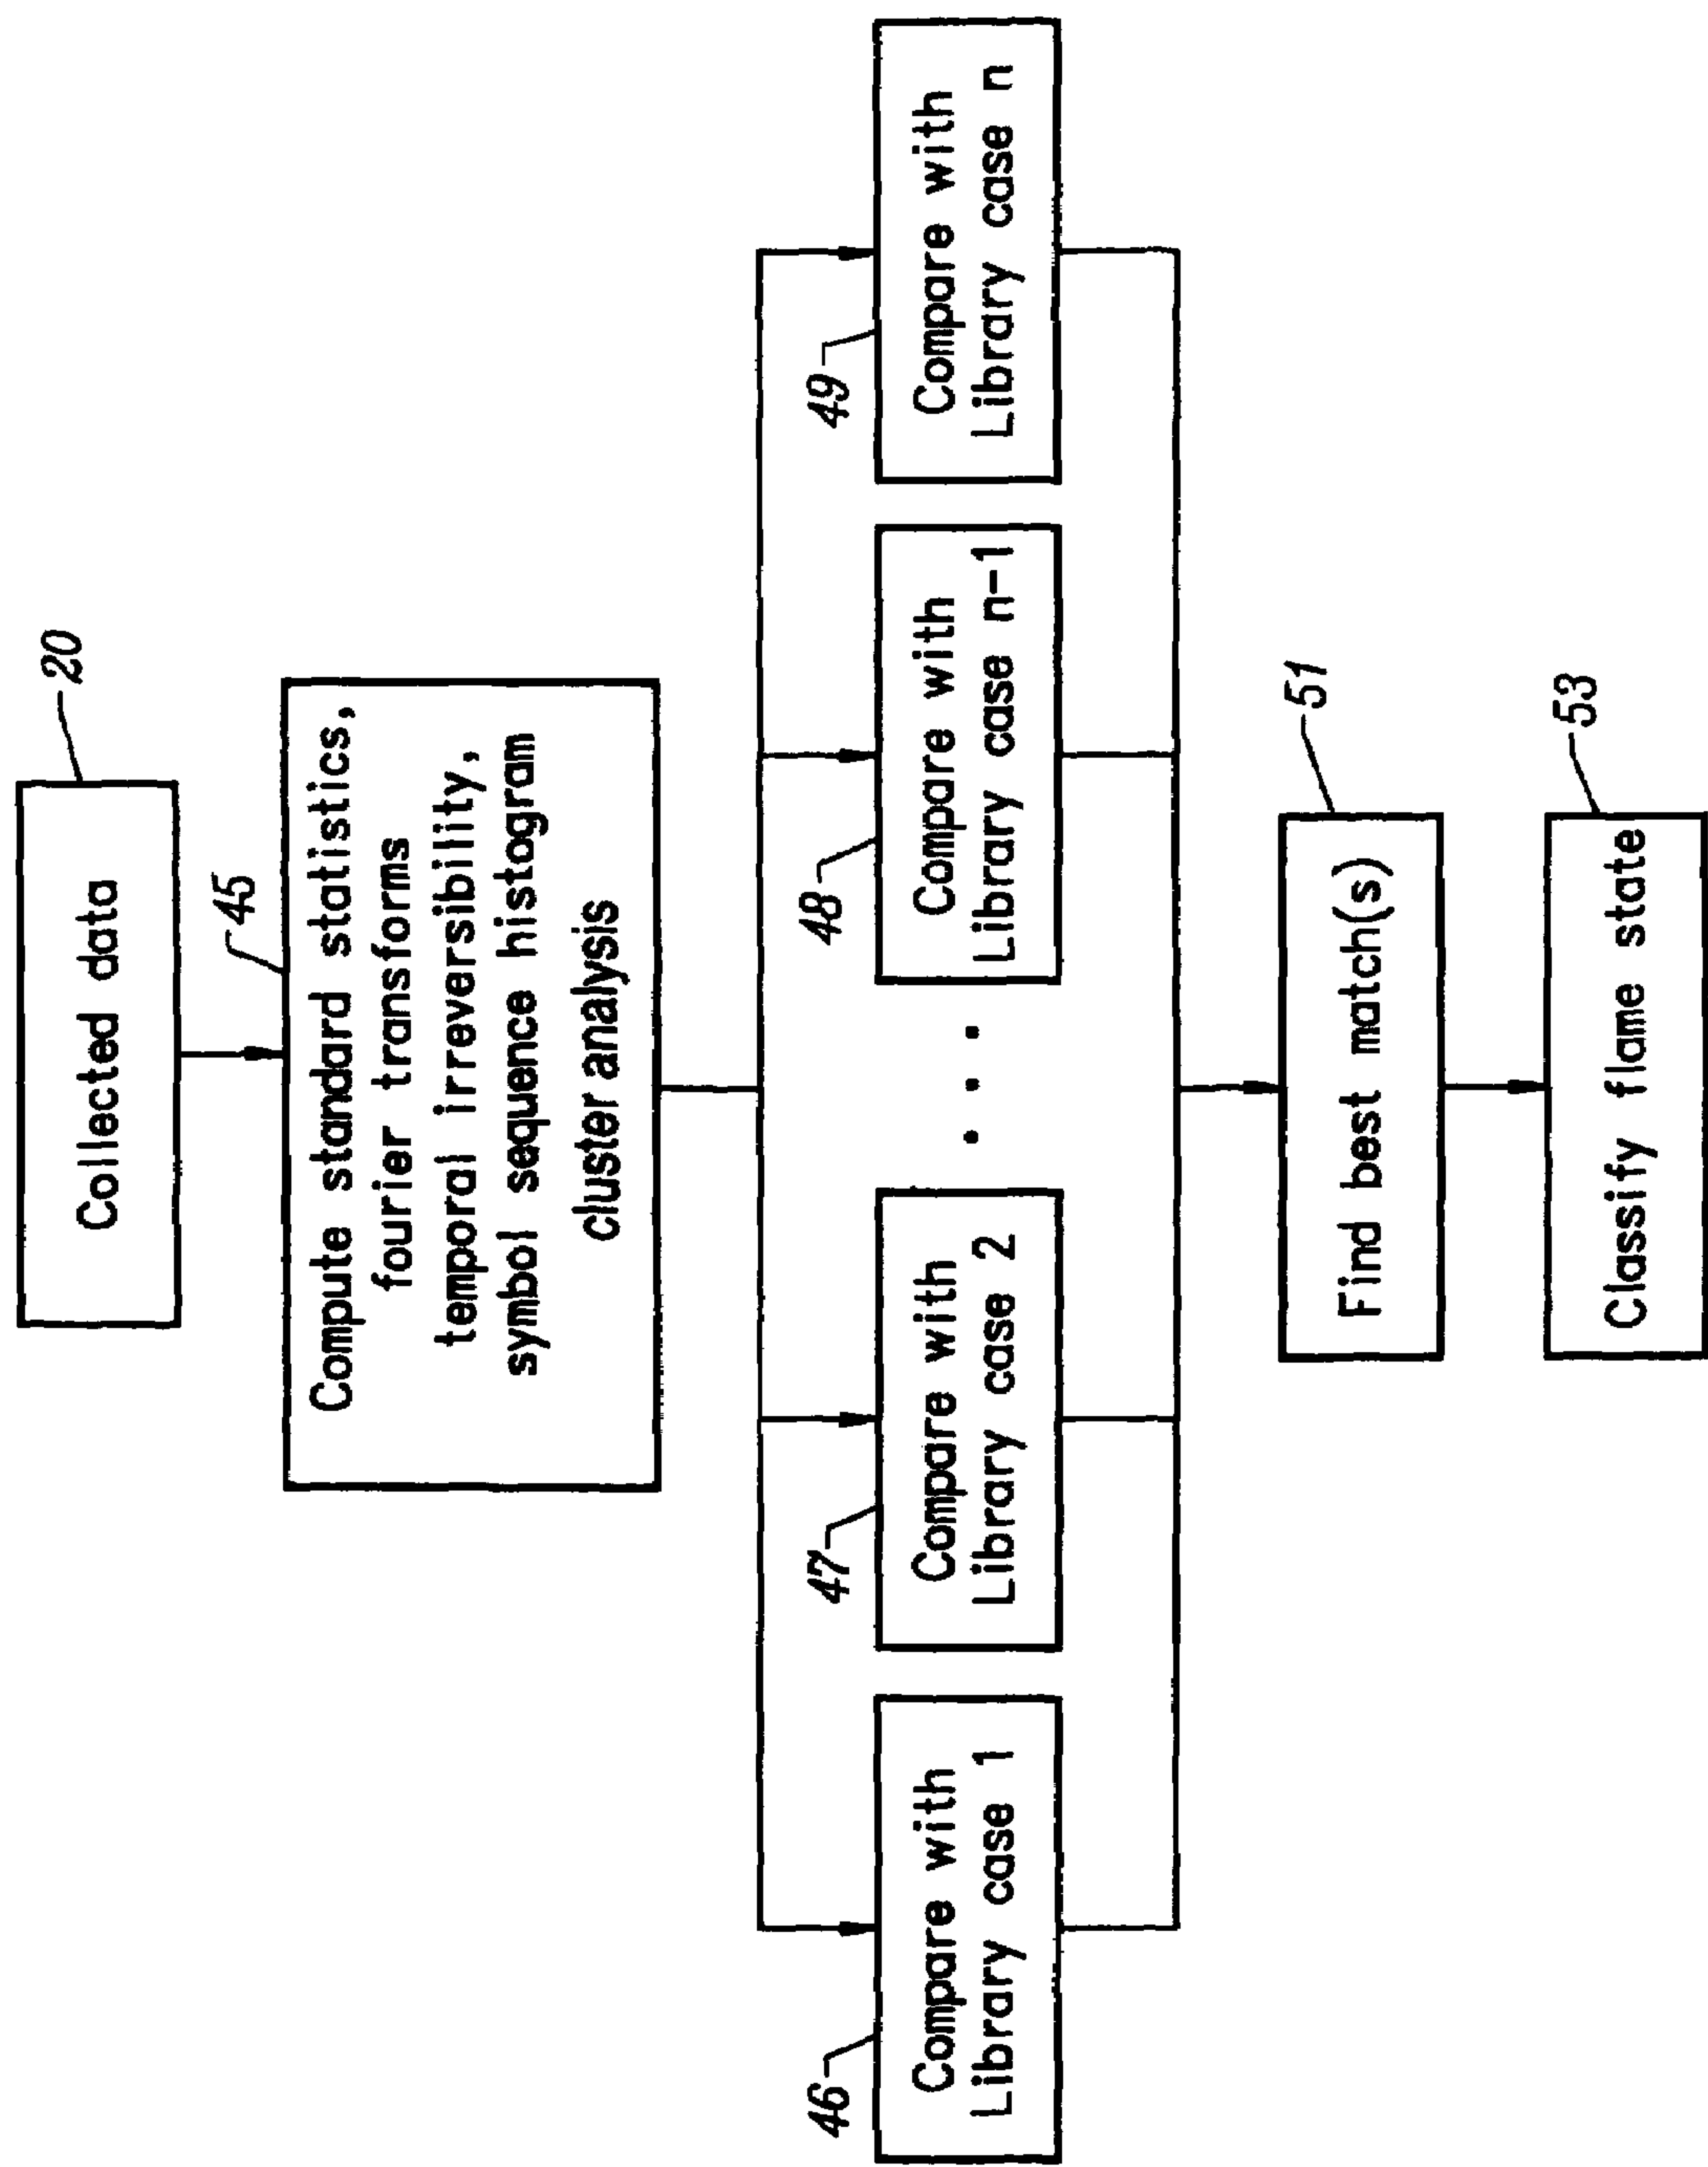 Collected data
20
45
Compute standard statistics,
fourier transforms
temporal irreversibility,
symbol sequence histogram
cluster analysis
46
Compare with
Library case 1
47
Compare with
Library case 2
. . .
48
Compare with
Library case n-1
49
Compare with
Library case n
51
Find best match(s)
53
Classify flame state